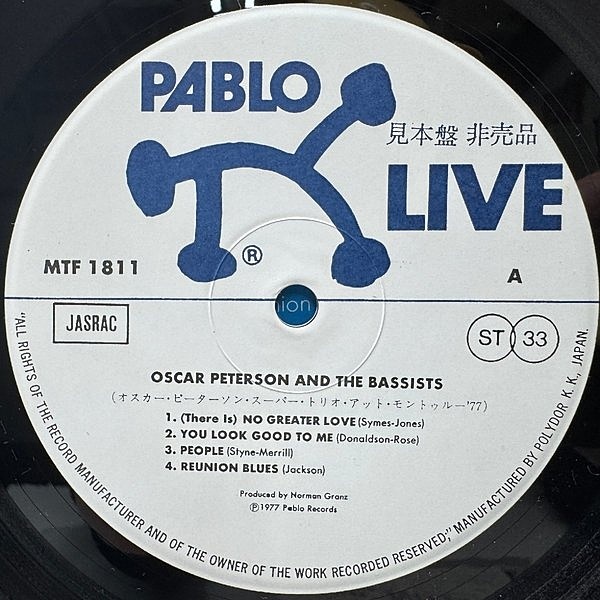 PABLO
見本盤 非売品
LIVE
®
MTF 1811
A
nion
JASRAC
ST 33
OSCAR PETERSON AND THE BASSISTS
(オスカー・ピーターソン・スーパー・トリオ・アット・モントゥルー'77)
1. (There Is) NO GREATER LOVE (Symes-Jones)
2. YOU LOOK GOOD TO ME (Donaldson-Rose)
3. PEOPLE (Styne-Merrill)
4. REUNION BLUES (Jackson)
Produced by Norman Granz
Ⓟ1977 Pablo Records
"ALL RIGHTS OF THE RECORD MANUFACTURER AND OF THE OWNER OF THE WORK RECORDED RESERVED," MANUFACTURED BY POLYDOR K.K., JAPAN.